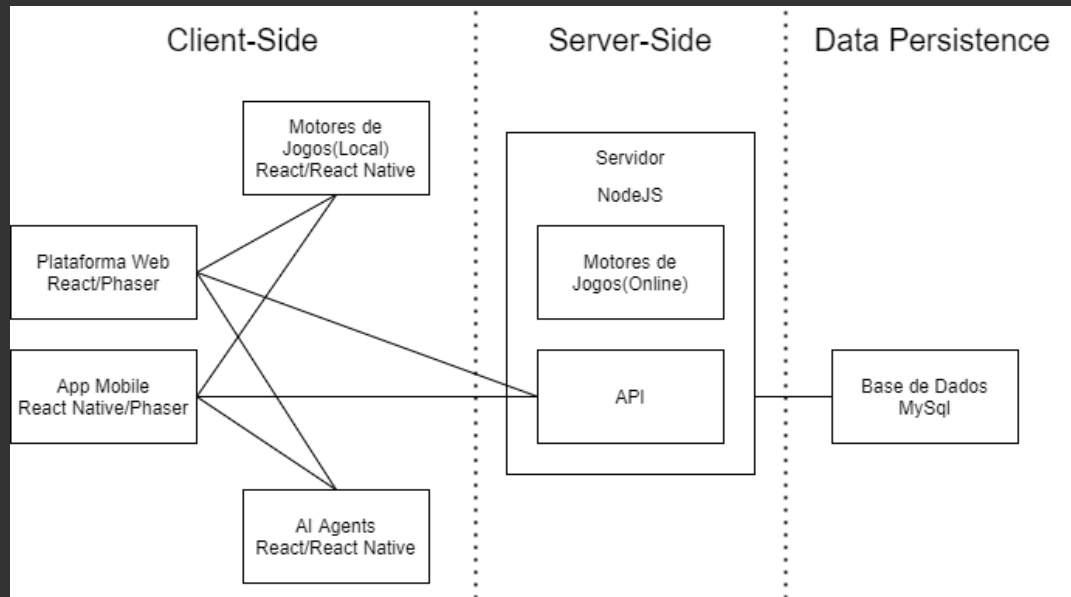 Client-Side
Server-Side
Data Persistence
Motores de
Jogos(Local)
React/React Native
Plataforma Web
React/Phaser
App Mobile
React Native/Phaser
AI Agents
React/React Native
Servidor
NodeJS
Motores de
Jogos(Online)
API
Base de Dados
MySql